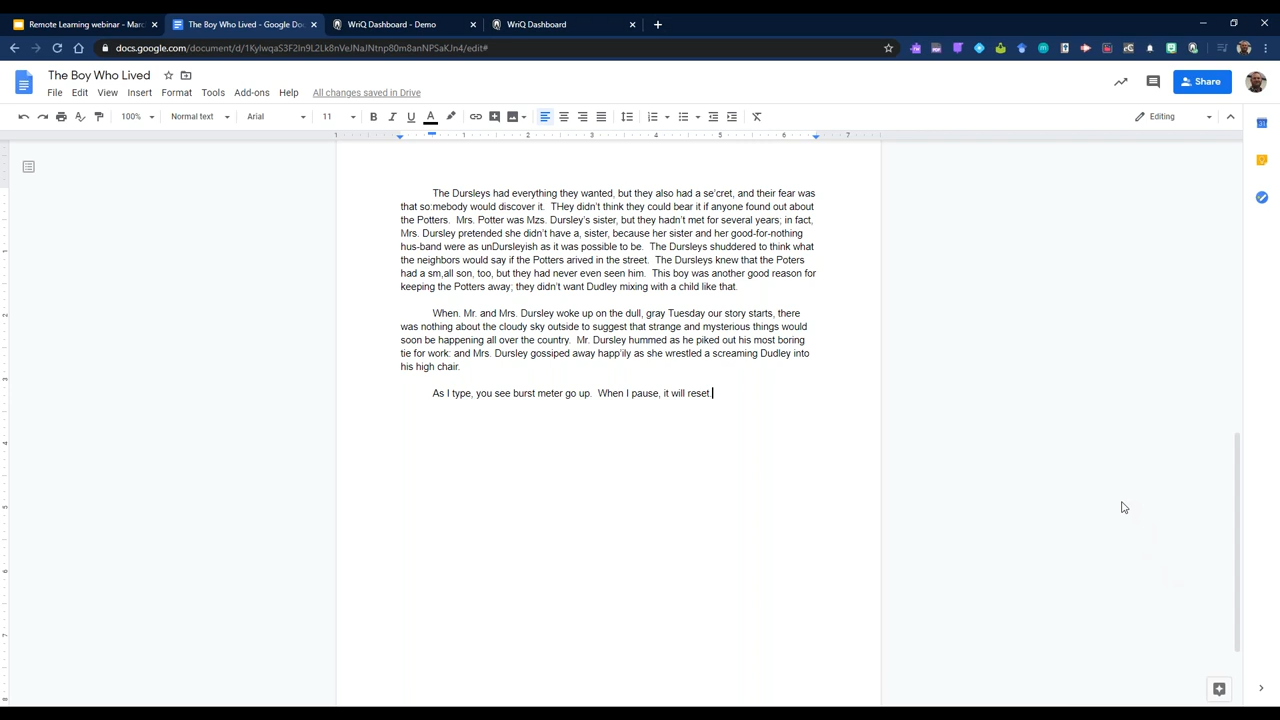 Remote Learning webinar - Marc
The Boy Who Lived - Google Do
WriQ Dashboard - Demo
WriQ Dashboard
docs.google.com/document/d/1KylwqaS3F2In9L2Lk8nVeJNaJNtnp80m8anNPSaKJn4/edit#
The Boy Who Lived
File Edit View Insert Format Tools Add-ons Help All changes saved in Drive
Share
100% Normal text Arial 11 B I U A Editing
1 1 2 3 4 5 6 7
The Dursleys had everything they wanted, but they also had a se'cret, and their fear was
that so:mebody would discover it. THey didn't think they could bear it if anyone found out about
the Potters. Mrs. Potter was Mzs. Dursley's sister, but they hadn't met for several years; in fact,
Mrs. Dursley pretended she didn't have a, sister, because her sister and her good-for-nothing
hus-band were as unDursleyish as it was possible to be. The Dursleys shuddered to think what
the neighbors would say if the Potters arived in the street. The Dursleys knew that the Poters
had a sm,all son, too, but they had never even seen him. This boy was another good reason for
keeping the Potters away; they didn't want Dudley mixing with a child like that.
When. Mr. and Mrs. Dursley woke up on the dull, gray Tuesday our story starts, there
was nothing about the cloudy sky outside to suggest that strange and mysterious things would
soon be happening all over the country. Mr. Dursley hummed as he piked out his most boring
tie for work: and Mrs. Dursley gossiped away happ'ily as she wrestled a screaming Dudley into
his high chair.
As I type, you see burst meter go up. When I pause, it will reset.